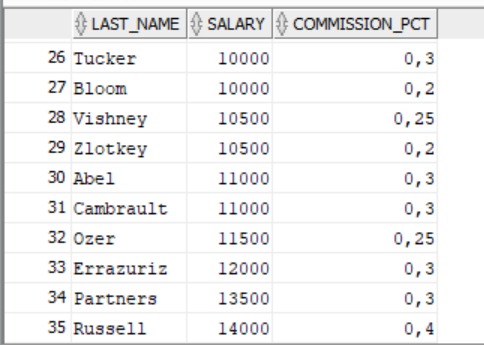 LAST_NAME SALARY COMMISSION_PCT
26 Tucker 10000 0,3
27 Bloom 10000 0,2
28 Vishney 10500 0,25
29 Zlotkey 10500 0,2
30 Abel 11000 0,3
31 Cambrault 11000 0,3
32 Ozer 11500 0,25
33 Errazuriz 12000 0,3
34 Partners 13500 0,3
35 Russell 14000 0,4